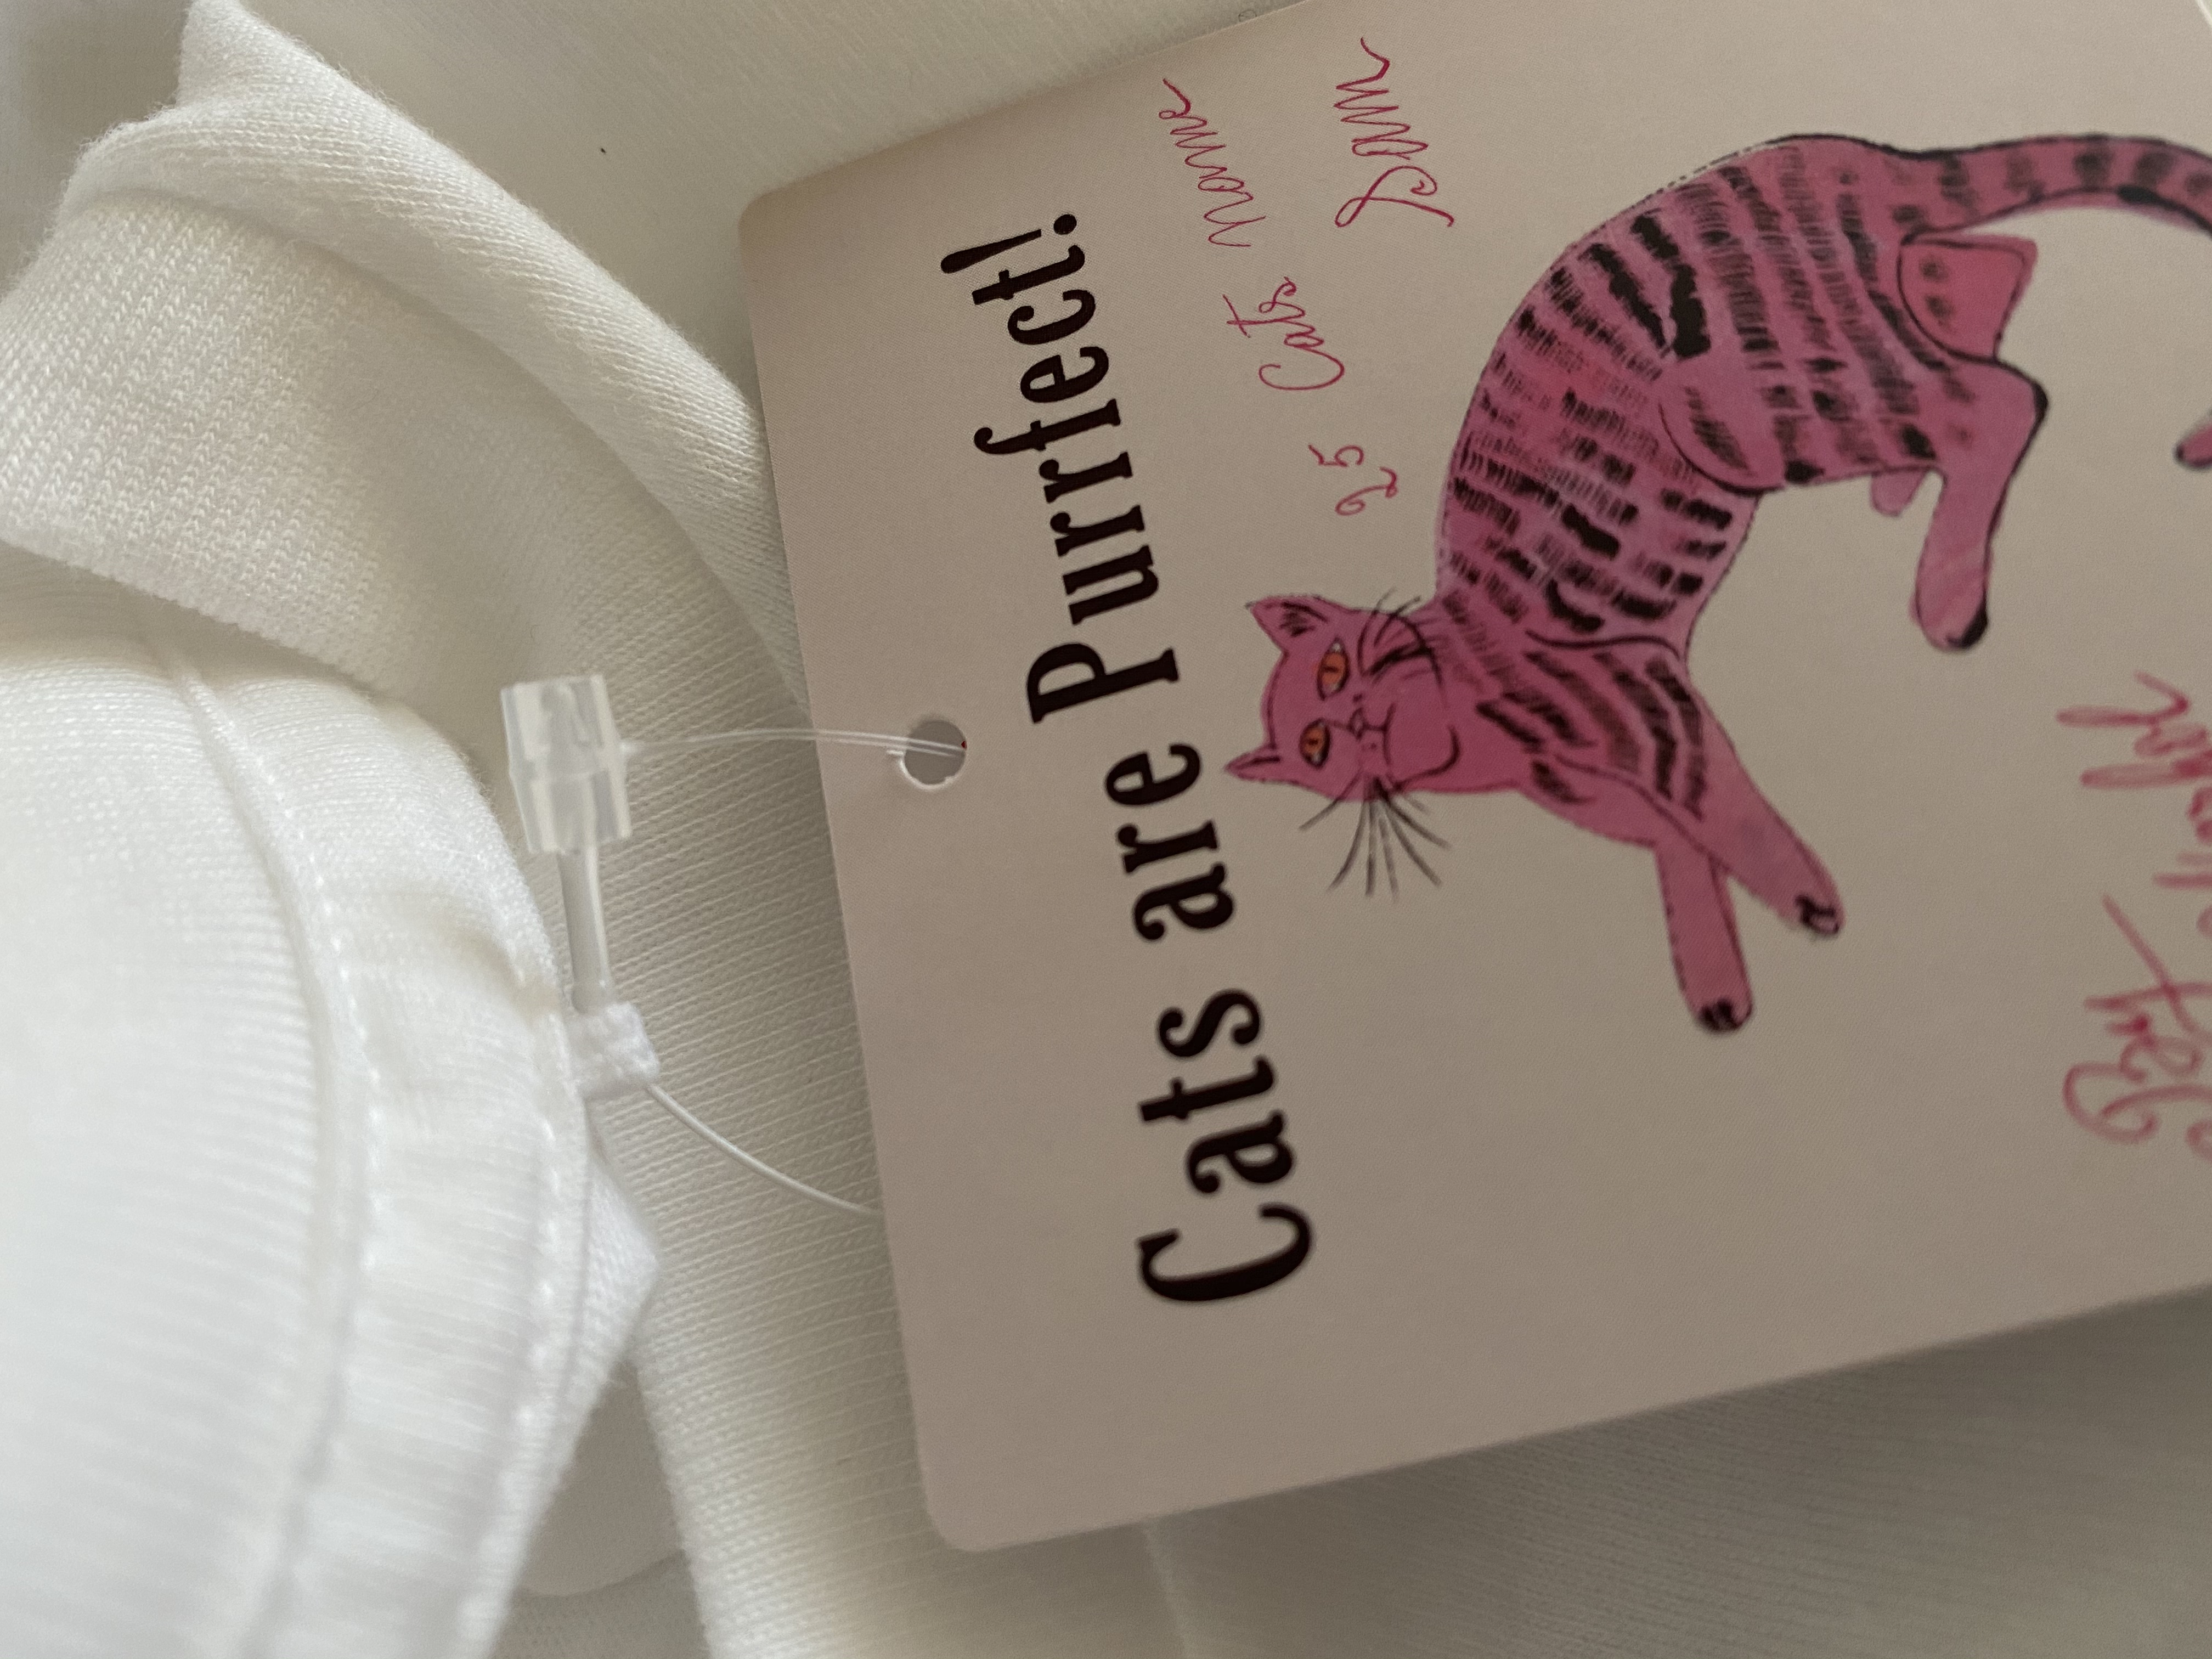 Cats are Purrfect!
25 Cats name
Sam